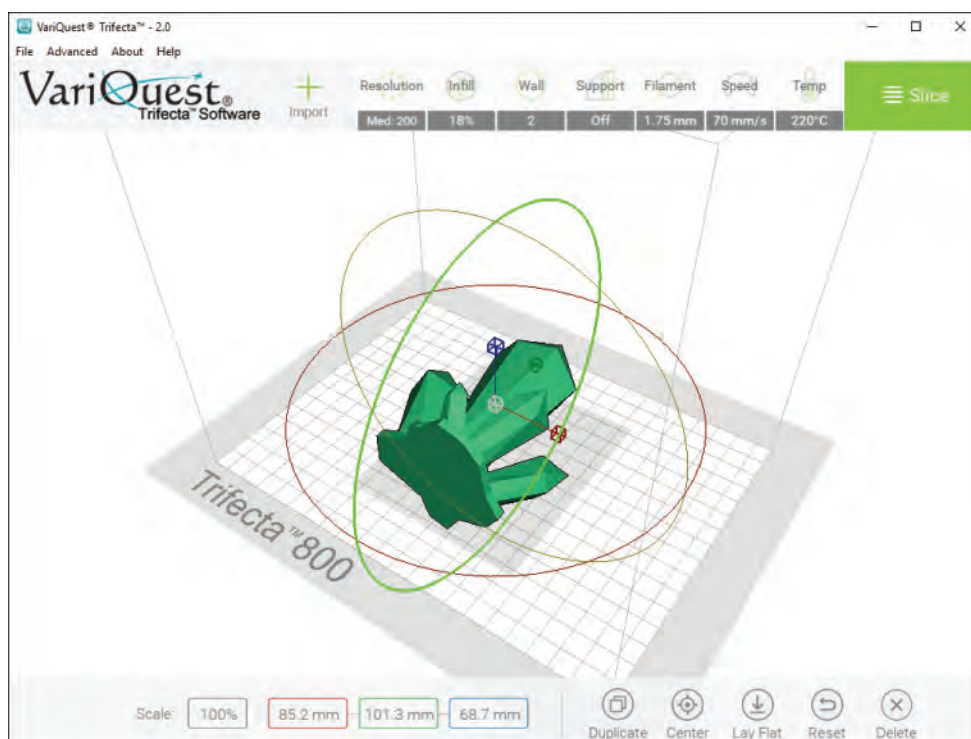 VariQuest® Trifecta™ - 2.0
File Advanced About Help
VariQuest®
Trifecta™ Software
Import
Resolution Infill Wall Support Filament Speed Temp
Med: 200 18% 2 Off 1.75 mm 70 mm/s 220°C
Slice
Trifecta™800
Scale 100% 85.2 mm 101.3 mm 68.7 mm
Duplicate Center Lay Flat Reset Delete